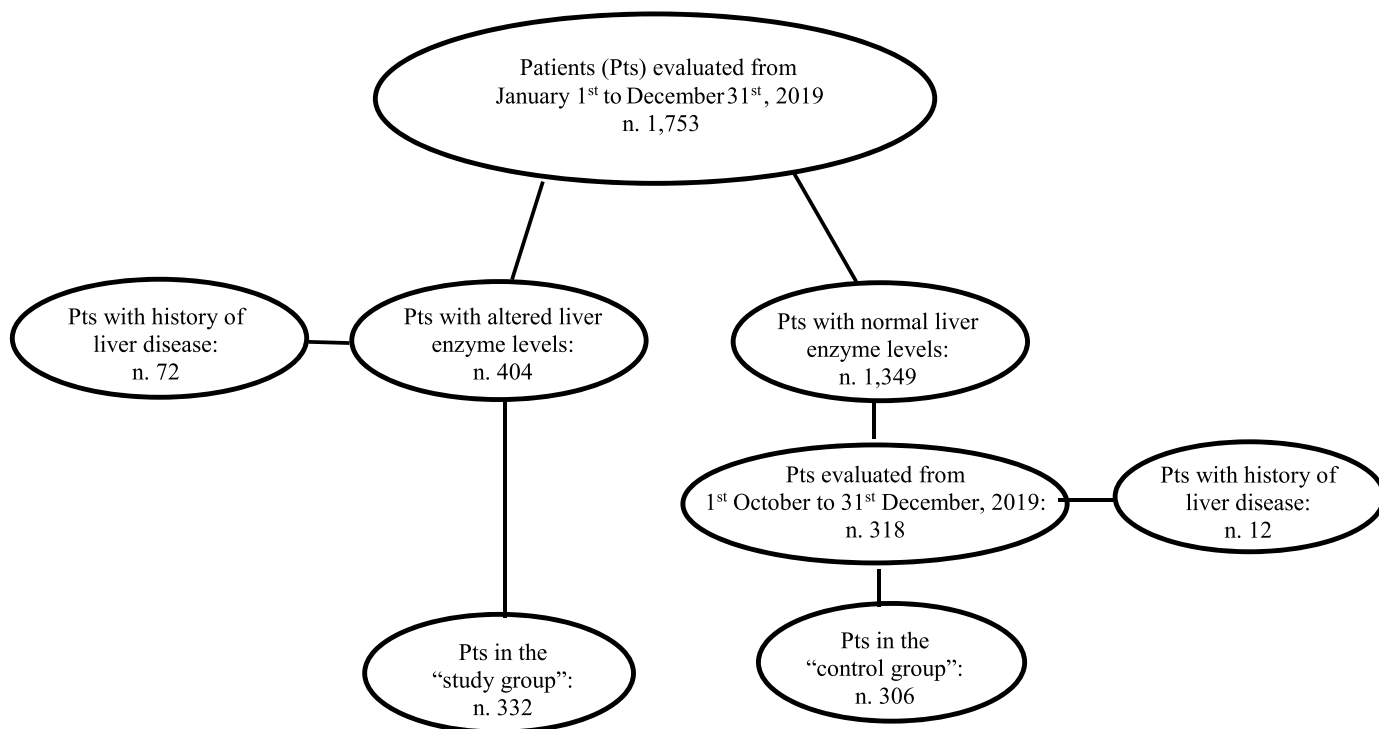 Patients (Pts) evaluated from
January 1st to December 31st, 2019
n. 1,753
Pts with history of
liver disease:
n. 72
Pts with altered liver
enzyme levels:
n. 404
Pts with normal liver
enzyme levels:
n. 1,349
Pts evaluated from
1st October to 31st December, 2019:
n. 318
Pts with history of
liver disease:
n. 12
Pts in the
“study group”:
n. 332
Pts in the
“control group”:
n. 306